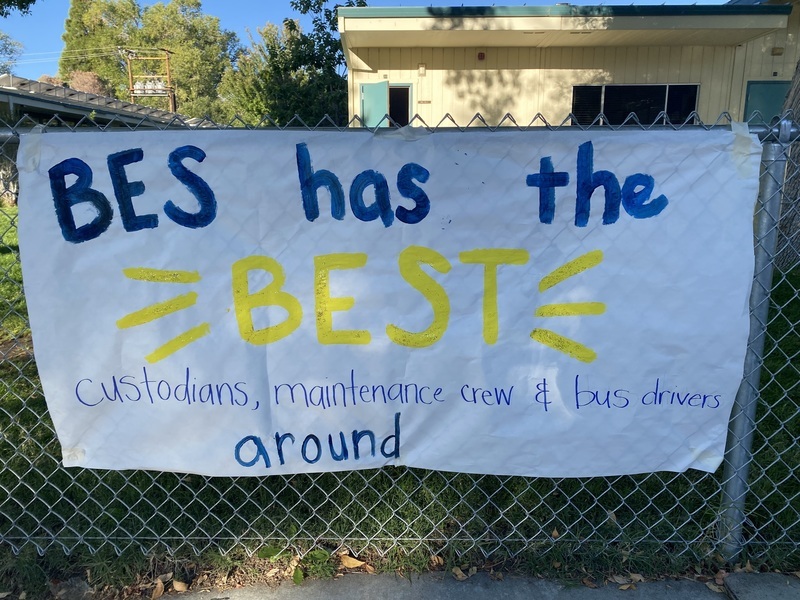 BES has the
BEST
custodians, maintenance crew & bus drivers
around